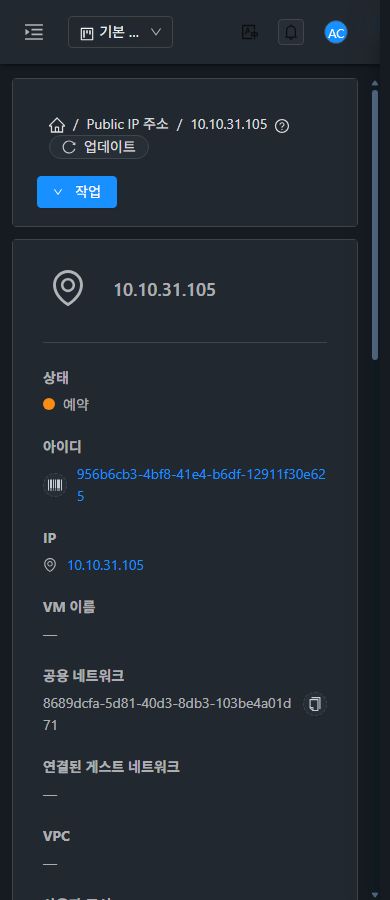 기본 ...
AC
/ Public IP 주소 / 10.10.31.105
업데이트
작업
10.10.31.105
상태
예약
아이디
956b6cb3-4bf8-41e4-b6df-12911f30e62
5
IP
10.10.31.105
VM 이름
—
공용 네트워크
8689dcfa-5d81-40d3-8db3-103be4a01d
71
연결된 게스트 네트워크
—
VPC
—